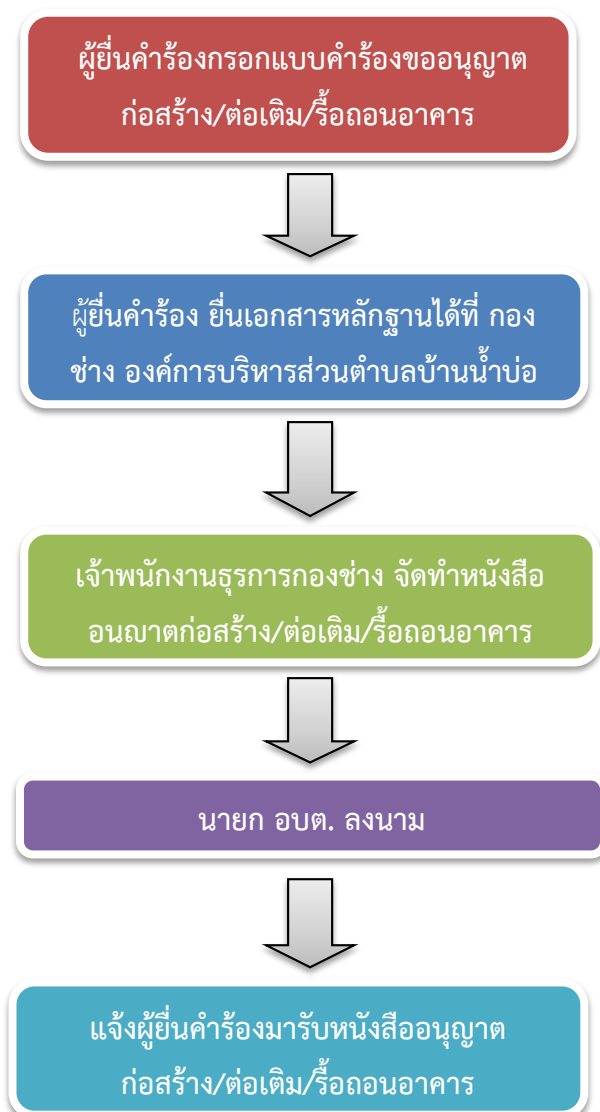 ผู้ยื่นคำร้องกรอกแบบคำร้องขออนุญาต
ก่อสร้าง/ต่อเติม/รื้อถอนอาคาร
ผู้ยื่นคำร้อง ยื่นเอกสารหลักฐานได้ที่ กอง
ช่าง องค์การบริหารส่วนตำบลบ้านน้ำบ่อ
เจ้าพนักงานธุรการกองช่าง จัดทำหนังสือ
อนญาตก่อสร้าง/ต่อเติม/รื้อถอนอาคาร
นายก อบต. ลงนาม
แจ้งผู้ยื่นคำร้องมารับหนังสืออนุญาต
ก่อสร้าง/ต่อเติม/รื้อถอนอาคาร